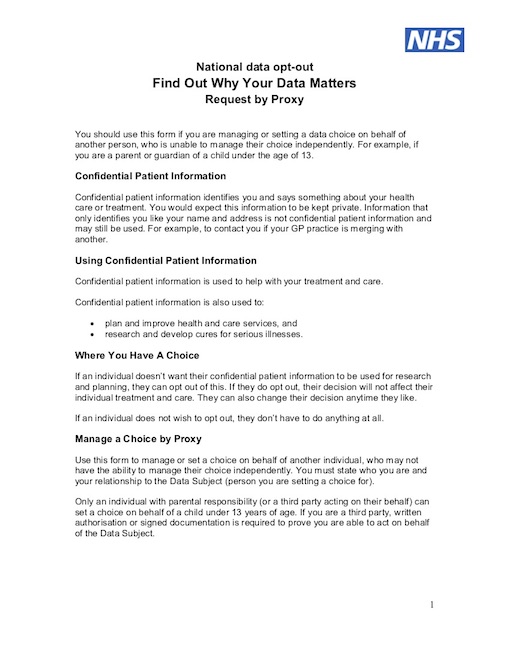 NHS
National data opt-out
Find Out Why Your Data Matters
Request by Proxy
You should use this form if you are managing or setting a data choice on behalf of
another person, who is unable to manage their choice independently. For example, if
you are a parent or guardian of a child under the age of 13.
Confidential Patient Information
Confidential patient information identifies you and says something about your health
care or treatment. You would expect this information to be kept private. Information that
only identifies you like your name and address is not confidential patient information and
may still be used. For example, to contact you if your GP practice is merging with
another.
Using Confidential Patient Information
Confidential patient information is used to help with your treatment and care.
Confidential patient information is also used to:
• plan and improve health and care services, and
• research and develop cures for serious illnesses.
Where You Have A Choice
If an individual doesn't want their confidential patient information to be used for research
and planning, they can opt out of this. If they do opt out, their decision will not affect their
individual treatment and care. They can also change their decision anytime they like.
If an individual does not wish to opt out, they don't have to do anything at all.
Manage a Choice by Proxy
Use this form to manage or set a choice on behalf of another individual, who may not
have the ability to manage their choice independently. You must state who you are and
your relationship to the Data Subject (person you are setting a choice for).
Only an individual with parental responsibility (or a third party acting on their behalf) can
set a choice on behalf of a child under 13 years of age. If you are a third party, written
authorisation or signed documentation is required to prove you are able to act on behalf
of the Data Subject.
1